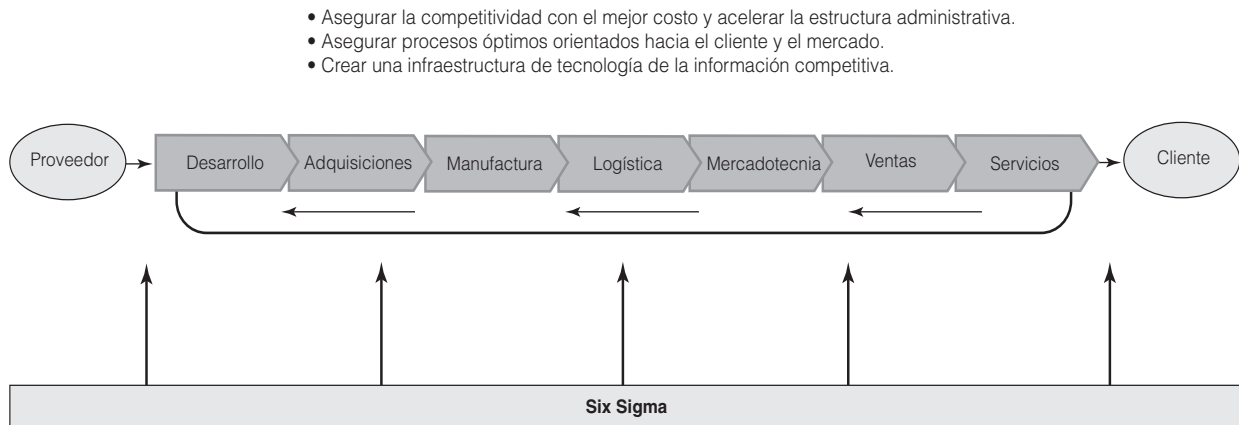 • Asegurar la competitividad con el mejor costo y acelerar la estructura administrativa.
• Asegurar procesos óptimos orientados hacia el cliente y el mercado.
• Crear una infraestructura de tecnología de la información competitiva.
Proveedor
Desarrollo
Adquisiciones
Manufactura
Logística
Mercadotecnia
Ventas
Servicios
Cliente
Six Sigma